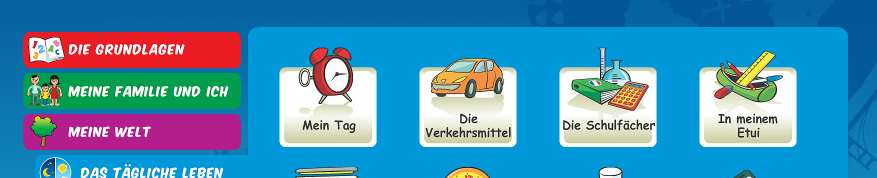 DIE GRUNDLAGEN
MEINE FAMILIE UND ICH
MEINE WELT
DAS TÄGLICHE LEBEN
Mein Tag
Die
Verkehrsmittel
Die Schulfächer
In meinem
Etui